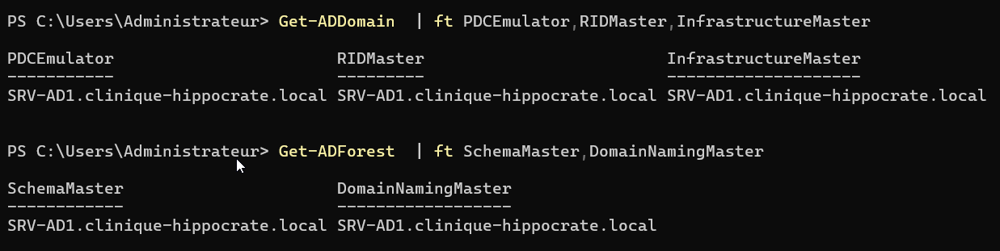 PS C:\Users\Administrateur> Get-ADDomain  | ft PDCEmulator,RIDMaster,InfrastructureMaster
PDCEmulator                       RIDMaster                         InfrastructureMaster
-----------                       ---------                         --------------------
SRV-AD1.clinique-hippocrate.local SRV-AD1.clinique-hippocrate.local SRV-AD1.clinique-hippocrate.local
PS C:\Users\Administrateur> Get-ADForest  | ft SchemaMaster,DomainNamingMaster
SchemaMaster                      DomainNamingMaster
------------                      ------------------
SRV-AD1.clinique-hippocrate.local SRV-AD1.clinique-hippocrate.local